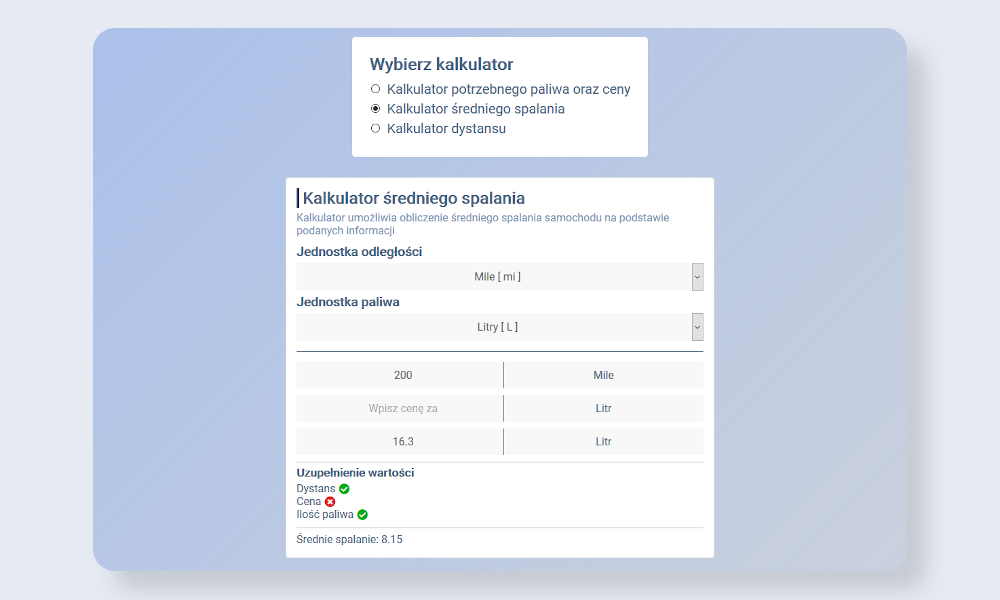 Wybierz kalkulator
Kalkulator potrzebnego paliwa oraz ceny
Kalkulator średniego spalania
Kalkulator dystansu
Kalkulator średniego spalania
Kalkulator umożliwia obliczenie średniego spalania samochodu na podstawie
podanych informacji
Jednostka odległości
Mile [ mi ]
Jednostka paliwa
Litry [ L ]
200 Mile
Wpisz cenę za Litr
16.3 Litr
Uzupełnienie wartości
Dystans
Cena
Ilość paliwa
Średnie spalanie: 8.15